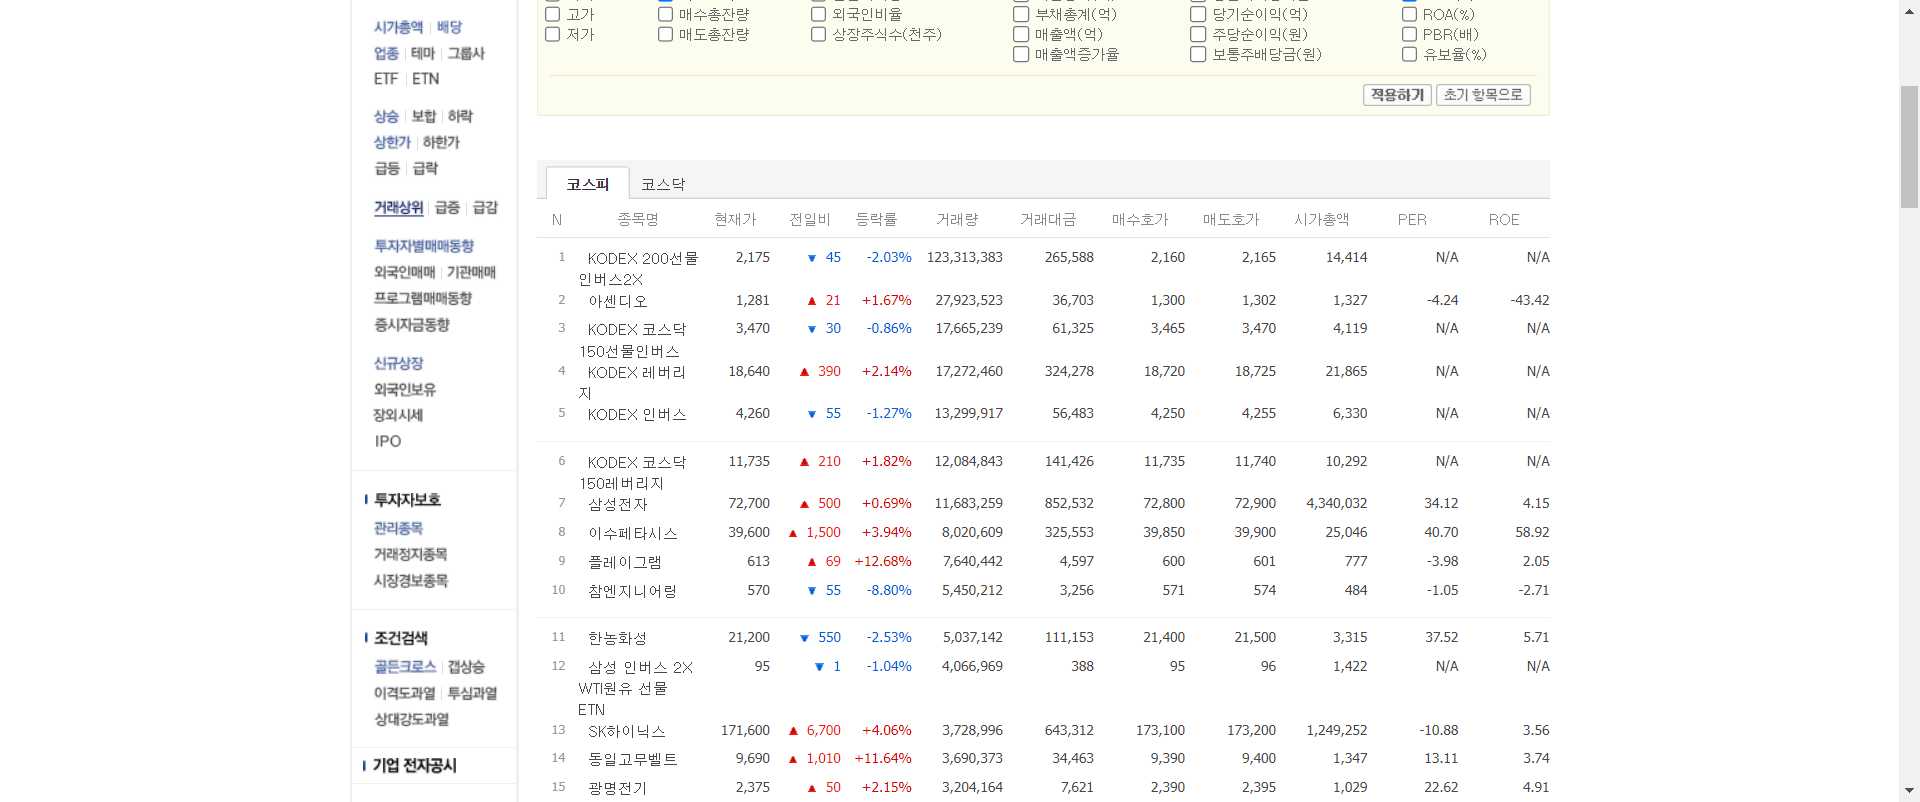 시가총액 배당
업종 테마 그룹사
ETF ETN
상승 보합 하락
상한가 하한가
급등 급락
거래상위 급증 급감
투자자별매매동향
외국인매매 기관매매
프로그램매매동향
증시자금동향
신규상장
외국인보유
장외시세
IPO
투자자보호
관리종목
거래정지종목
시장경보종목
조건검색
골든크로스 갭상승
이격도과열 투심과열
상대강도과열
기업 전자공시
고가 매수총잔량 외국인비율 부채총계(억) 당기순이익(억) ROA(%)
저가 매도총잔량 상장주식수(천주) 매출액(억) 주당순이익(원) PBR(배)
매출액증가율 보통주배당금(원) 유보율(%)
적용하기 초기 항목으로
코스피 코스닥
N 종목명 현재가 전일비 등락률 거래량 거래대금 매수호가 매도호가 시가총액 PER ROE
1 KODEX 200선물 2,175 ▼ 45 -2.03% 123,313,383 265,588 2,160 2,165 14,414 N/A N/A
인버스2X
2 아센디오 1,281 ▲ 21 +1.67% 27,923,523 36,703 1,300 1,302 1,327 -4.24 -43.42
3 KODEX 코스닥 3,470 ▼ 30 -0.86% 17,665,239 61,325 3,465 3,470 4,119 N/A N/A
150선물인버스
4 KODEX 레버리 18,640 ▲ 390 +2.14% 17,272,460 324,278 18,720 18,725 21,865 N/A N/A
지
5 KODEX 인버스 4,260 ▼ 55 -1.27% 13,299,917 56,483 4,250 4,255 6,330 N/A N/A
6 KODEX 코스닥 11,735 ▲ 210 +1.82% 12,084,843 141,426 11,735 11,740 10,292 N/A N/A
150레버리지
7 삼성전자 72,700 ▲ 500 +0.69% 11,683,259 852,532 72,800 72,900 4,340,032 34.12 4.15
8 이수페타시스 39,600 ▲ 1,500 +3.94% 8,020,609 325,553 39,850 39,900 25,046 40.70 58.92
9 플레이그램 613 ▲ 69 +12.68% 7,640,442 4,597 600 601 777 -3.98 2.05
10 참엔지니어링 570 ▼ 55 -8.80% 5,450,212 3,256 571 574 484 -1.05 -2.71
11 한농화성 21,200 ▼ 550 -2.53% 5,037,142 111,153 21,400 21,500 3,315 37.52 5.71
12 삼성 인버스 2X 95 ▼ 1 -1.04% 4,066,969 388 95 96 1,422 N/A N/A
WTI원유 선물
ETN
13 SK하이닉스 171,600 ▲ 6,700 +4.06% 3,728,996 643,312 173,100 173,200 1,249,252 -10.88 3.56
14 동일고무벨트 9,690 ▲ 1,010 +11.64% 3,690,373 34,463 9,390 9,400 1,347 13.11 3.74
15 광명전기 2,375 ▲ 50 +2.15% 3,204,164 7,621 2,390 2,395 1,029 22.62 4.91